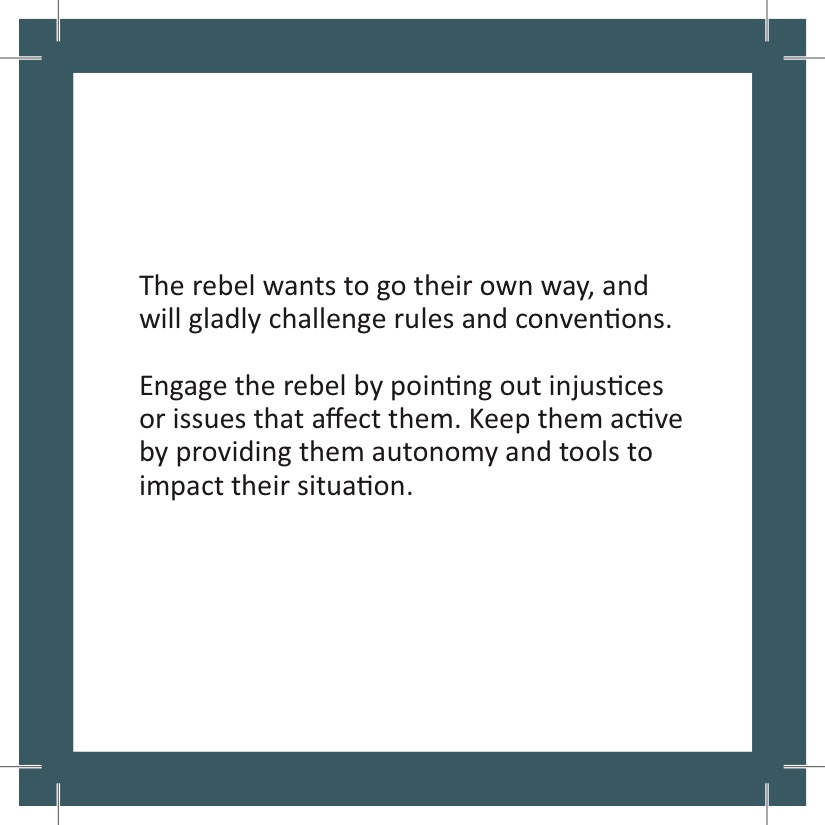 The rebel wants to go their own way, and
will gladly challenge rules and conventions.
Engage the rebel by pointing out injustices
or issues that affect them. Keep them active
by providing them autonomy and tools to
impact their situation.